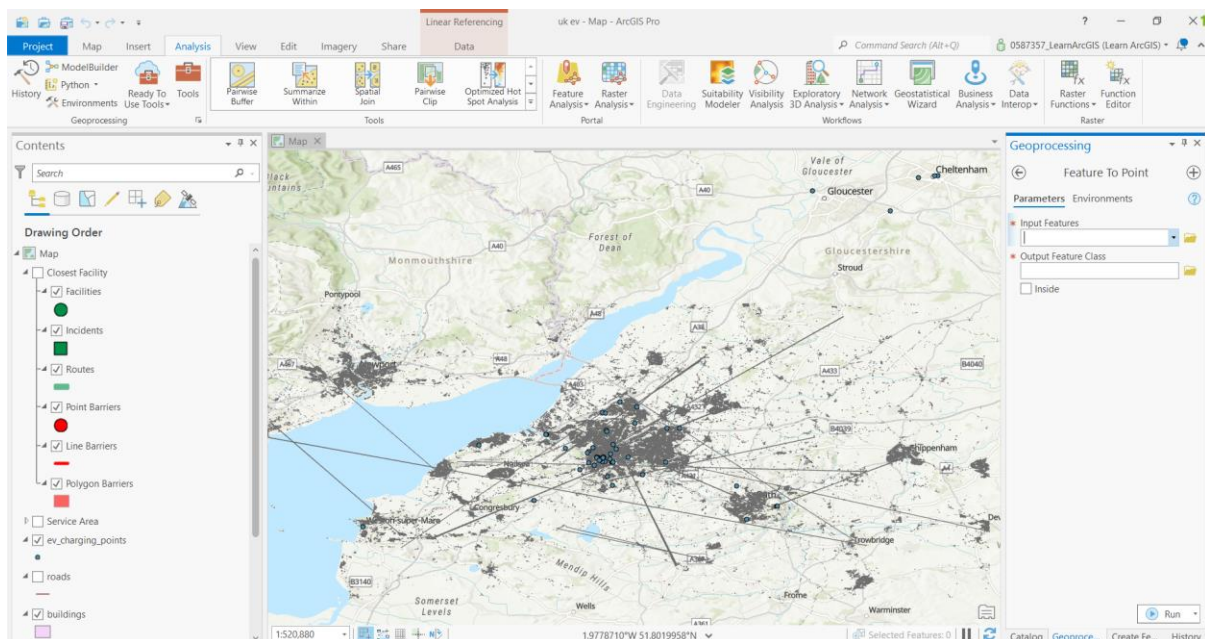 Linear Referencing
uk ev - Map - ArcGIS Pro
?
Project Map Insert Analysis View Edit Imagery Share Data
Command Search (Alt+Q)
0587357_LearnArcGIS (Learn ArcGIS)
History
ModelBuilder
Python
Environments
Ready To Use Tools
Tools
Geoprocessing
Pairwise Buffer
Summarize Within
Spatial Join
Pairwise Clip
Optimized Hot Spot Analysis
Tools
Feature Analysis
Raster Analysis
Portal
Data Engineering
Suitability Modeler
Visibility Analysis
Exploratory 3D Analysis
Network Analysis
Geostatistical Wizard
Business Analysis
Data Interop
Workflows
Raster Functions
Function Editor
Raster
Contents
Search
Drawing Order
Map
Closest Facility
Facilities
Incidents
Routes
Point Barriers
Line Barriers
Polygon Barriers
Service Area
ev_charging_points
roads
buildings
Map
A465
Vale of Gloucester
Cheltenham
A40
Gloucester
Forest of Dean
A40
Monmouthshire
Gloucestershire
Stroud
Pontypool
A48
A38
A48
B4040
A433
A403
B4039
Congresbury
Weston-super-Mare
Mendip Hills
B3140
Somerset Levels
Wells
Frome
Warminster
A361
1:520,880
1.9778710°W 51.8019958°N
Selected Features: 0
Geoprocessing
Feature To Point
Parameters Environments
Input Features
Output Feature Class
Inside
Run
Catalog Geoproce... Create Fe... History